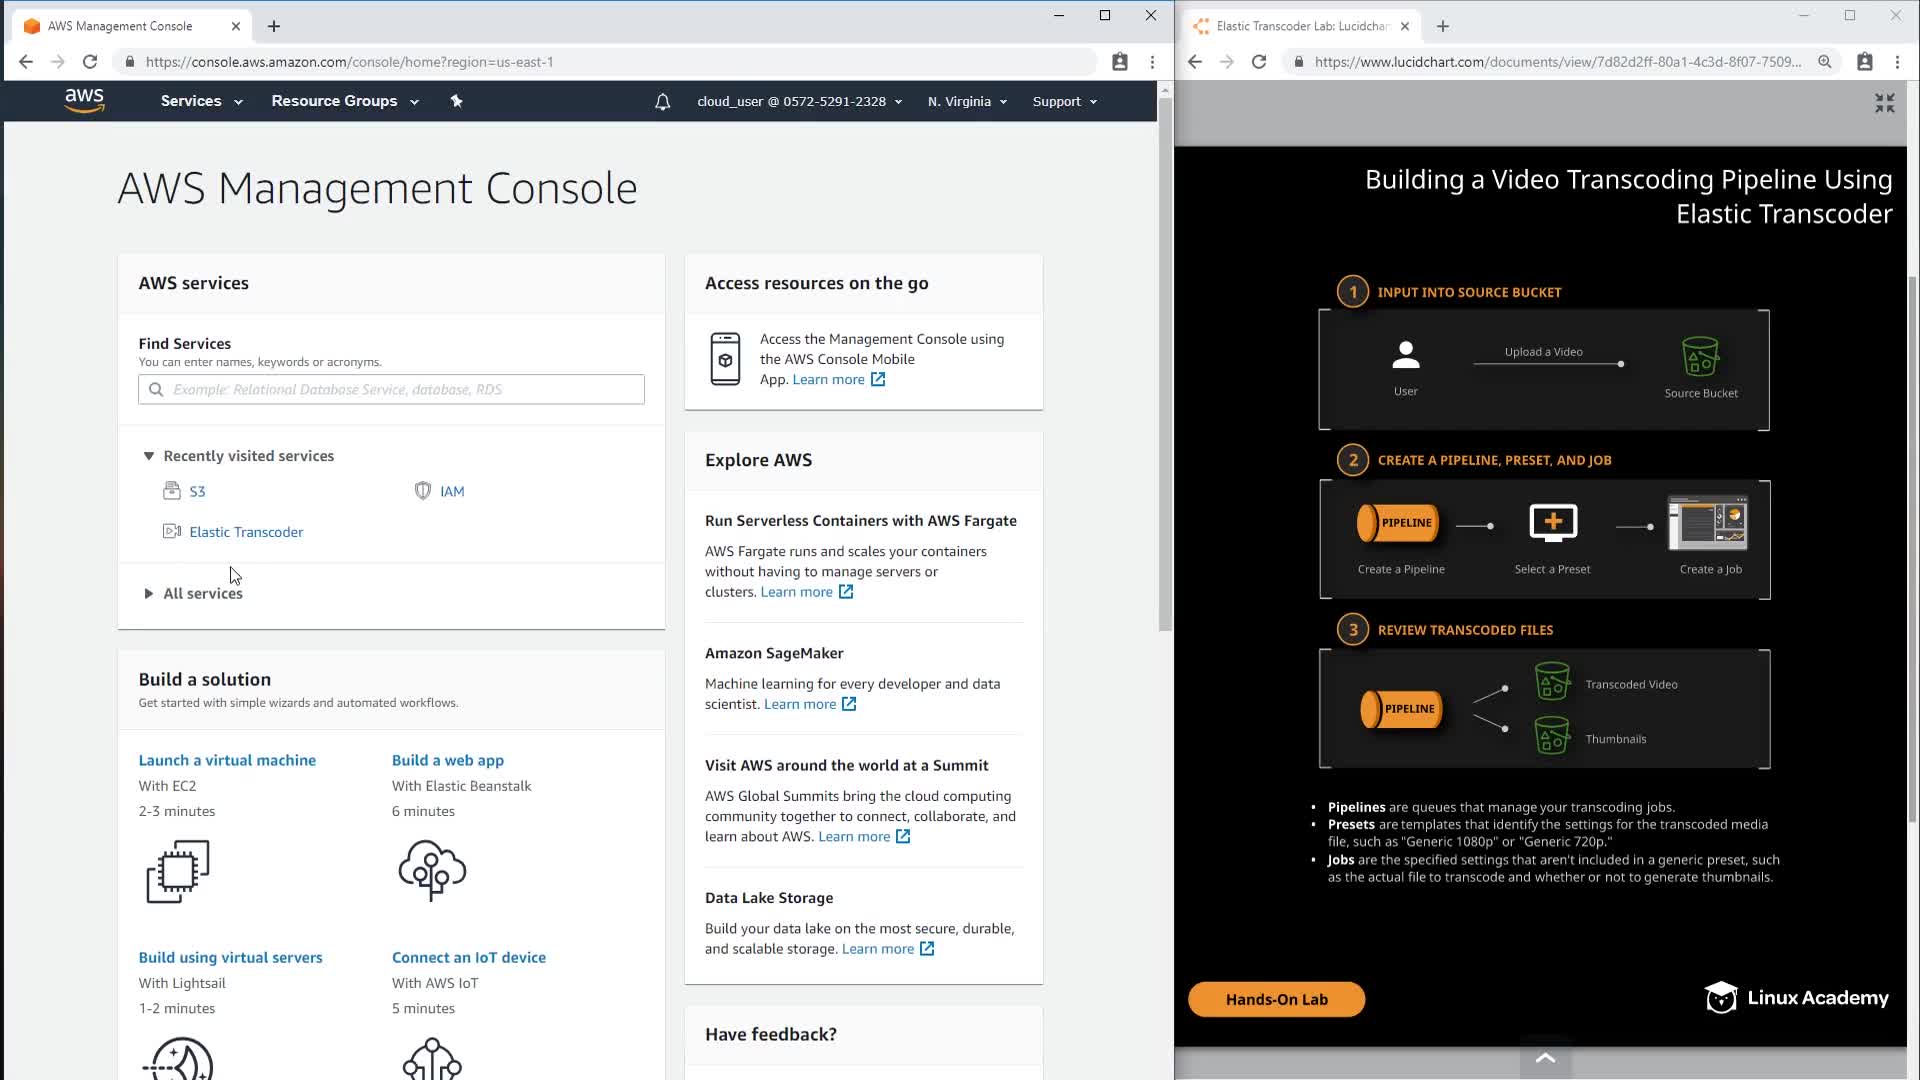 AWS Management Console
https://console.aws.amazon.com/console/home?region=us-east-1
aws
Services
Resource Groups
cloud_user @ 0572-5291-2328
N. Virginia
Support
AWS Management Console
AWS services
Find Services
You can enter names, keywords or acronyms.
Example: Relational Database Service, database, RDS
Recently visited services
S3
IAM
Elastic Transcoder
All services
Build a solution
Get started with simple wizards and automated workflows.
Launch a virtual machine
With EC2
2-3 minutes
Build a web app
With Elastic Beanstalk
6 minutes
Build using virtual servers
With Lightsail
1-2 minutes
Connect an IoT device
With AWS IoT
5 minutes
Access resources on the go
Access the Management Console using
the AWS Console Mobile
App. Learn more
Explore AWS
Run Serverless Containers with AWS Fargate
AWS Fargate runs and scales your containers
without having to manage servers or
clusters. Learn more
Amazon SageMaker
Machine learning for every developer and data
scientist. Learn more
Visit AWS around the world at a Summit
AWS Global Summits bring the cloud computing
community together to connect, collaborate, and
learn about AWS. Learn more
Data Lake Storage
Build your data lake on the most secure, durable,
and scalable storage. Learn more
Have feedback?
Elastic Transcoder Lab: Lucidchar
https://www.lucidchart.com/documents/view/7d82d2ff-80a1-4c3d-8f07-7509...
Building a Video Transcoding Pipeline Using
Elastic Transcoder
1 INPUT INTO SOURCE BUCKET
Upload a Video
User
Source Bucket
2 CREATE A PIPELINE, PRESET, AND JOB
PIPELINE
Create a Pipeline
Select a Preset
Create a Job
3 REVIEW TRANSCODED FILES
PIPELINE
Transcoded Video
Thumbnails
• Pipelines are queues that manage your transcoding jobs.
• Presets are templates that identify the settings for the transcoded media
file, such as "Generic 1080p" or "Generic 720p."
• Jobs are the specified settings that aren't included in a generic preset, such
as the actual file to transcode and whether or not to generate thumbnails.
Hands-On Lab
Linux Academy